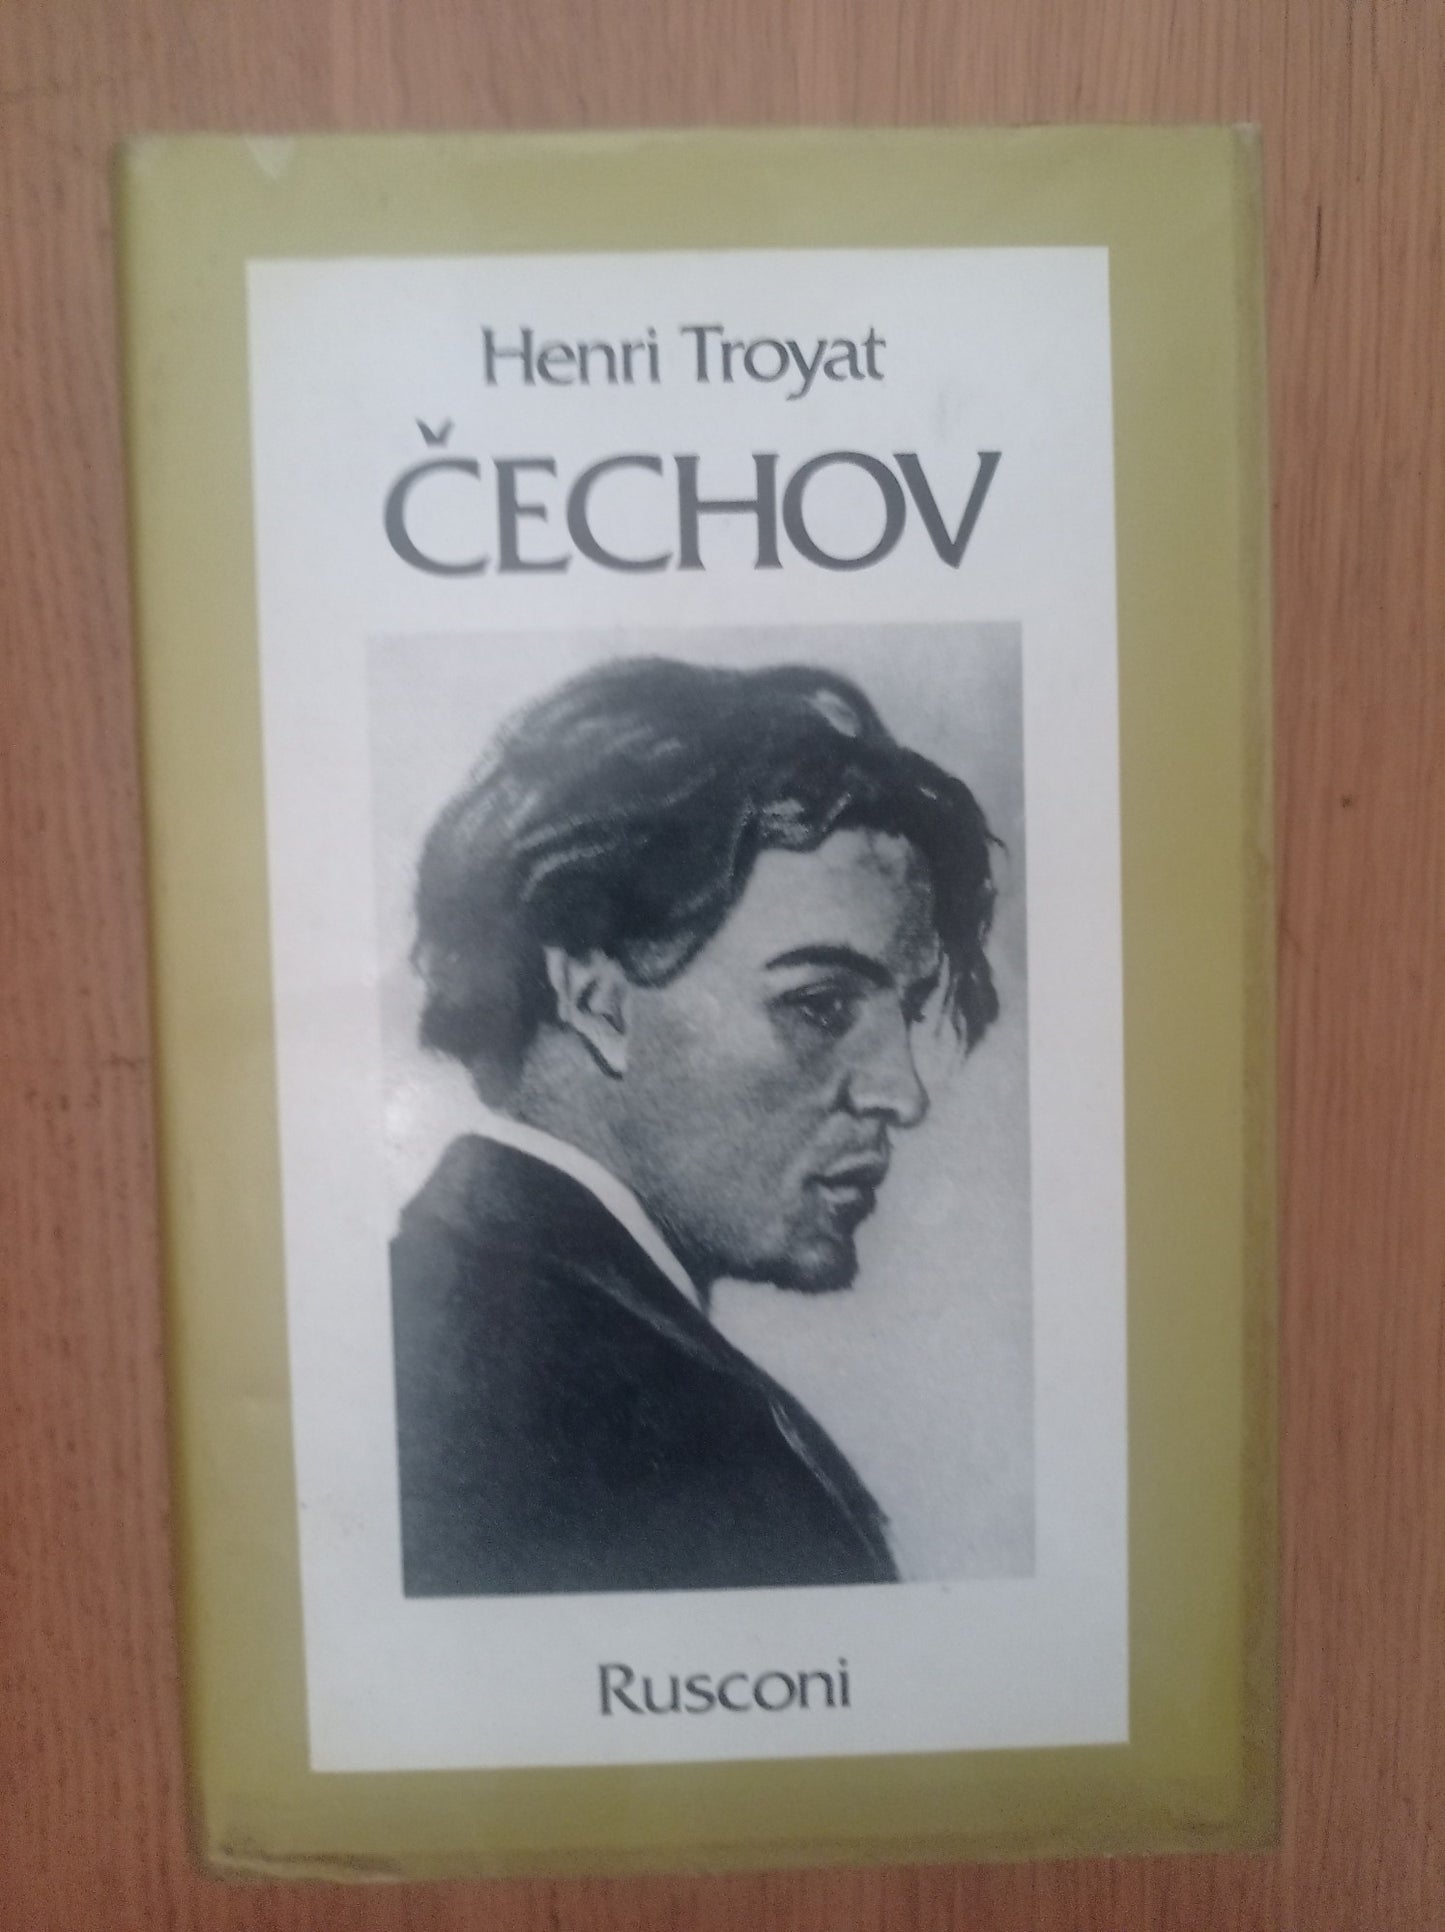 Henri Troyat
ČECHOV
Rusconi